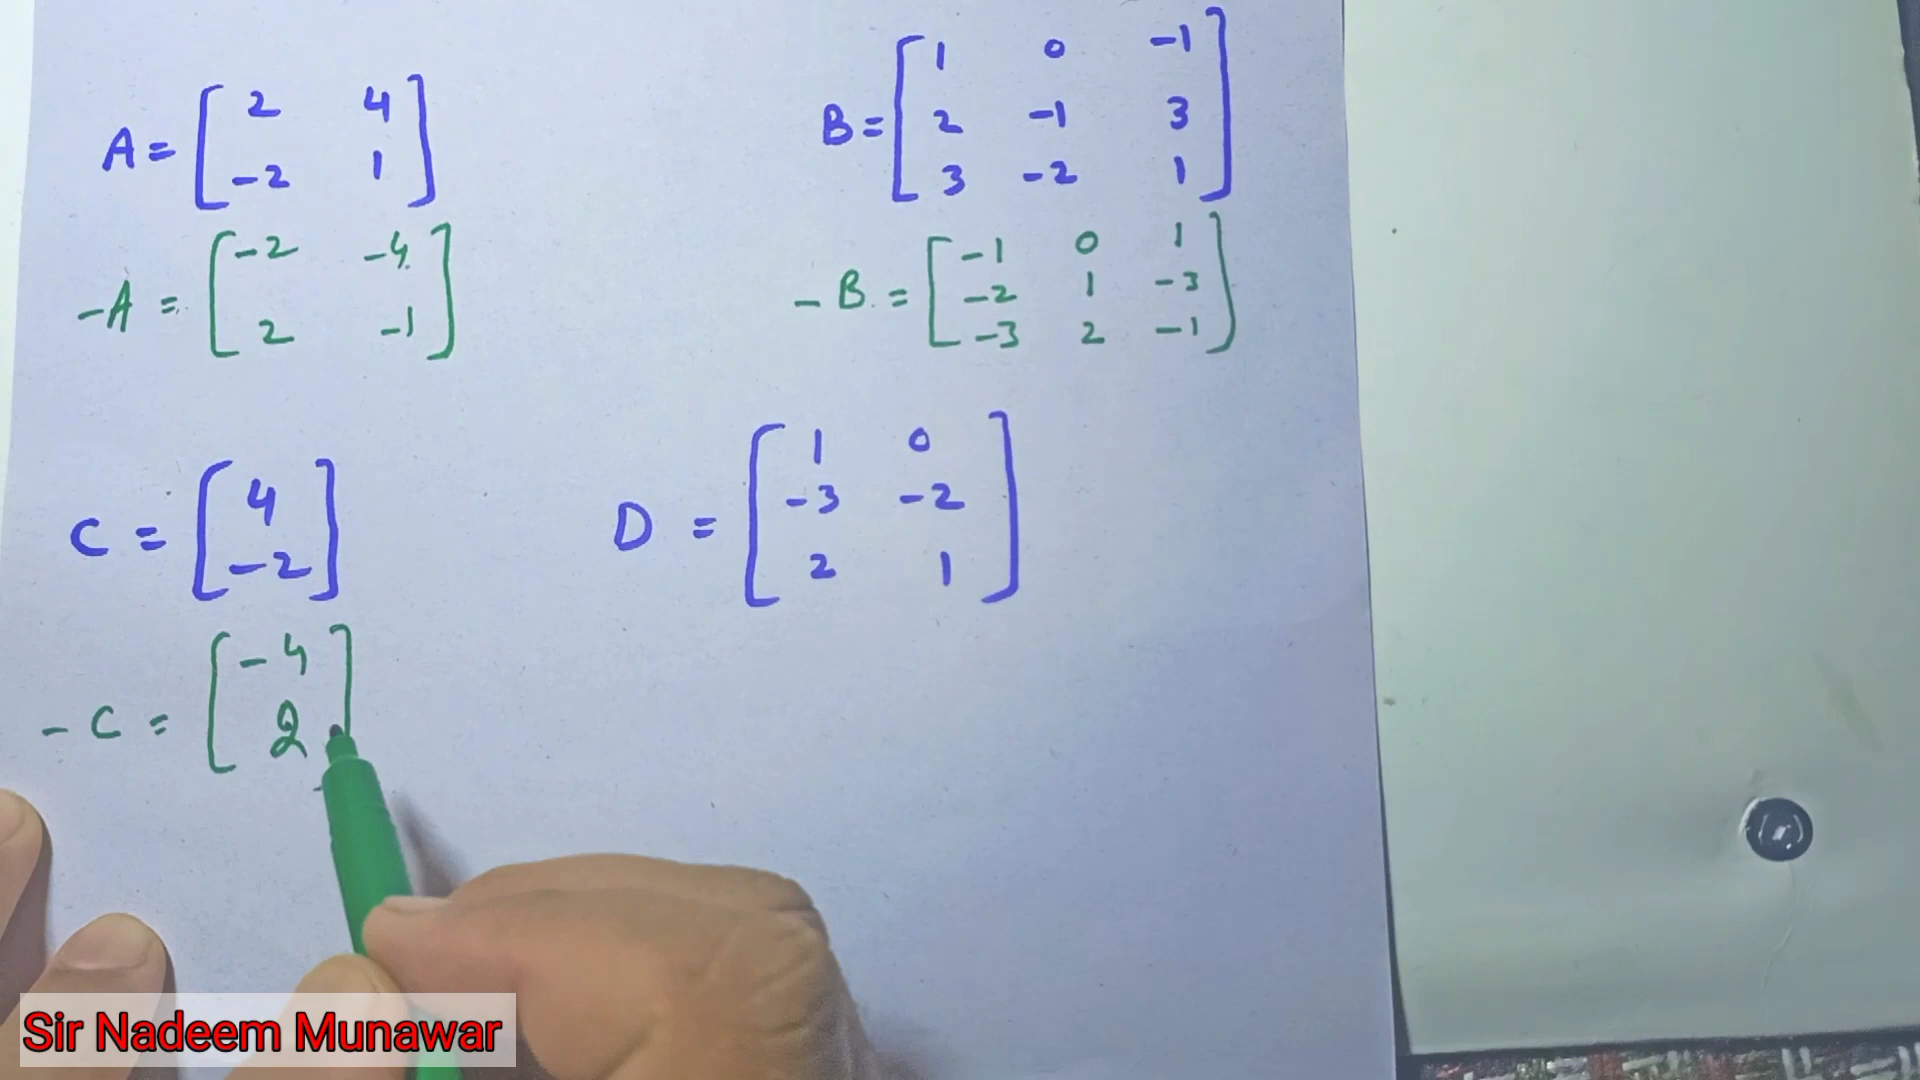 A = [ 2 4
-2 1 ]
-A = [ -2 -4
2 -1 ]
B = [ 1 0 -1
2 -1 3
3 -2 1 ]
-B = [ -1 0 1
-2 1 -3
-3 2 -1 ]
C = [ 4
-2 ]
D = [ 1 0
-3 -2
2 1 ]
-C = [ -4
2 ]
Sir Nadeem Munawar